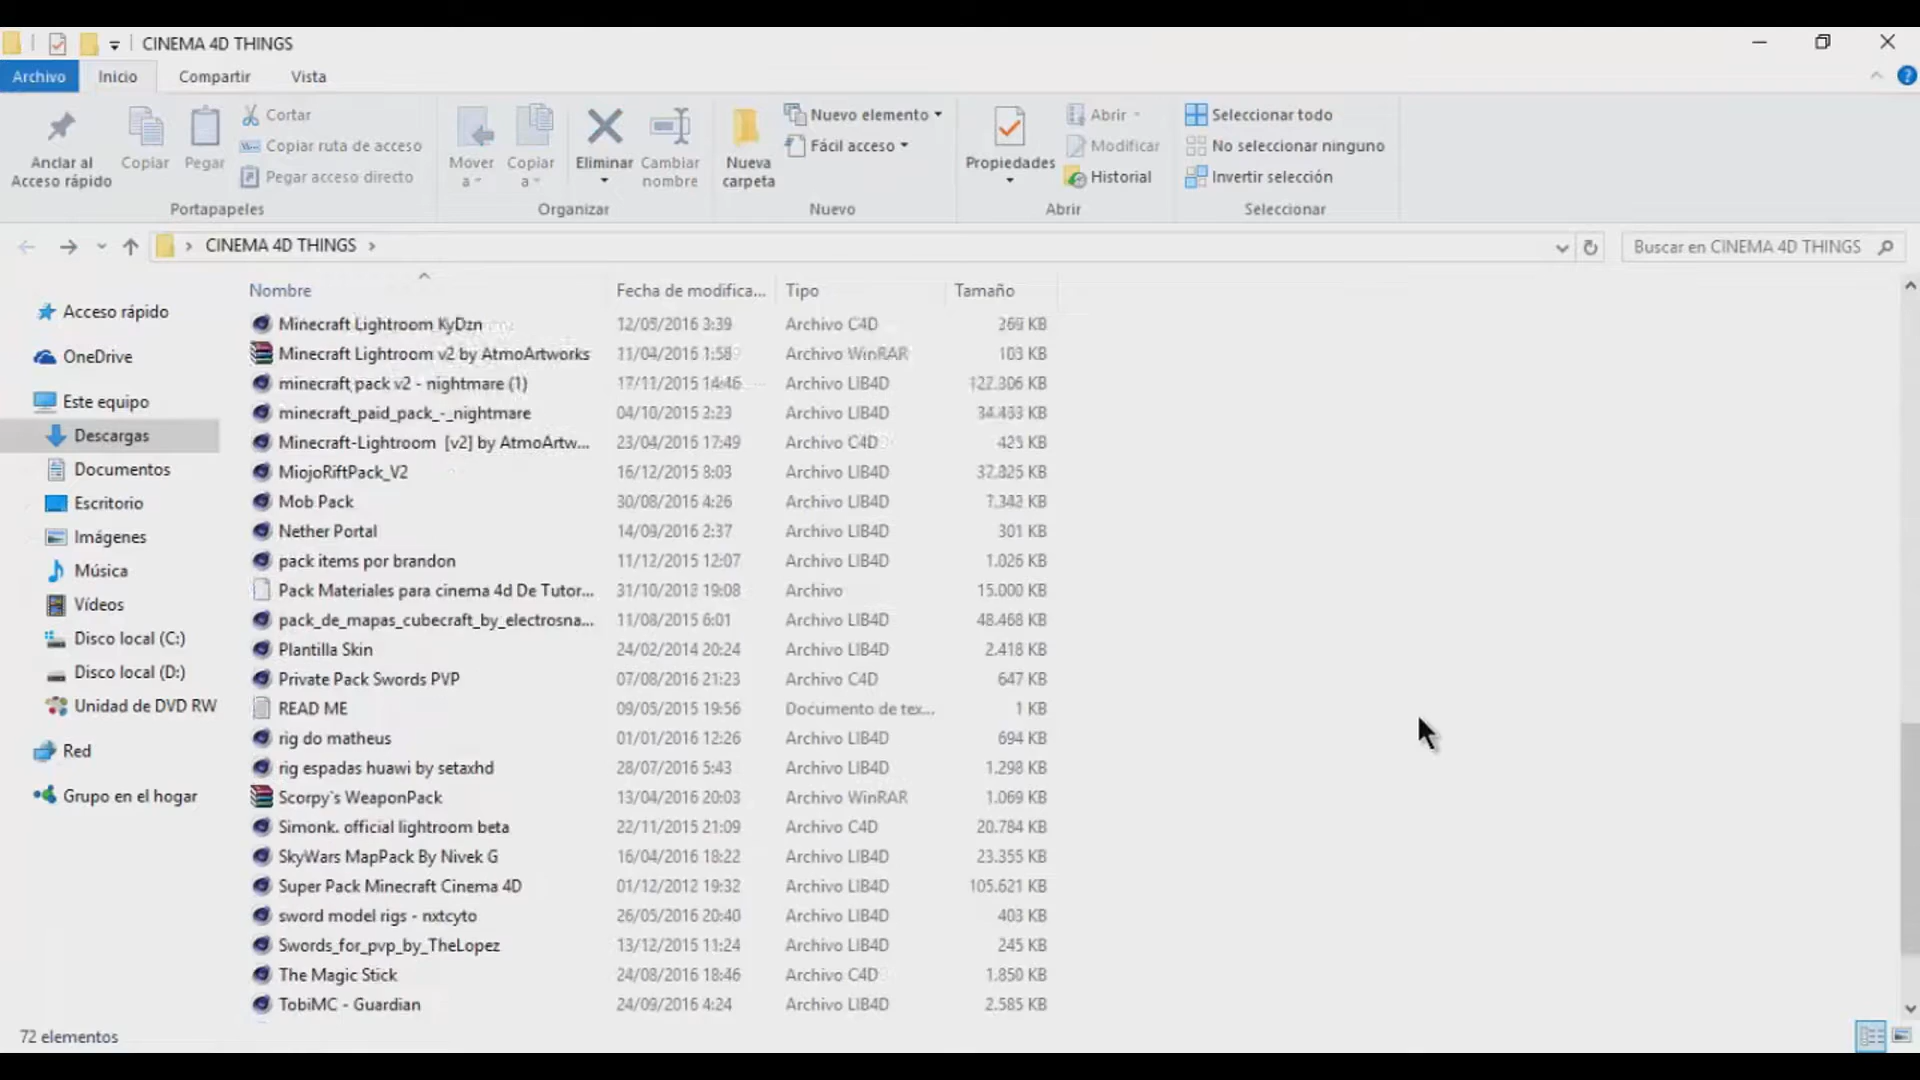 CINEMA 4D THINGS
Archivo Inicio Compartir Vista
Anclar al Acceso rápido
Copiar
Pegar
Cortar
Copiar ruta de acceso
Pegar acceso directo
Portapapeles
Mover a
Copiar a
Eliminar
Cambiar nombre
Organizar
Nueva carpeta
Nuevo elemento
Fácil acceso
Nuevo
Propiedades
Abrir
Modificar
Historial
Abrir
Seleccionar todo
No seleccionar ninguno
Invertir selección
Seleccionar
CINEMA 4D THINGS
Buscar en CINEMA 4D THINGS
Acceso rápido
OneDrive
Este equipo
Descargas
Documentos
Escritorio
Imágenes
Música
Vídeos
Disco local (C:)
Disco local (D:)
Unidad de DVD RW
Red
Grupo en el hogar
Nombre Fecha de modifica... Tipo Tamaño
Minecraft Lightroom KyDzn 12/05/2016 3:39 Archivo C4D 269 KB
Minecraft Lightroom v2 by AtmoArtworks 11/04/2016 1:58 Archivo WinRAR 103 KB
minecraft pack v2 - nightmare (1) 17/11/2015 14:46 Archivo LIB4D KB
minecraft_paid_pack_-_nightmare 04/10/2015 2:23 Archivo LIB4D KB
Minecraft-Lightroom [v2] by AtmoArtw... 23/04/2016 17:49 Archivo C4D 423 KB
MiojoRiftPack_V2 16/12/2015 8:03 Archivo LIB4D KB
Mob Pack 30/08/2016 4:26 Archivo LIB4D 7.342 KB
Nether Portal 14/09/2016 2:37 Archivo LIB4D 301 KB
pack items por brandon 11/12/2015 12:07 Archivo LIB4D 1.026 KB
Pack Materiales para cinema 4d De Tutor... 19:08 Archivo 15.000 KB
pack_de_mapas_cubecraft_by_electrosna... 11/08/2015 6:01 Archivo LIB4D 48.468 KB
Plantilla Skin 24/02/2014 20:24 Archivo LIB4D 2.418 KB
Private Pack Swords PVP 07/08/2016 21:23 Archivo C4D 647 KB
READ ME 09/05/2015 19:56 Documento de tex... 1 KB
rig do matheus 01/01/2016 12:26 Archivo LIB4D 694 KB
rig espadas huawi by setaxhd 28/07/2016 5:43 Archivo LIB4D 1.298 KB
Scorpy`s WeaponPack 13/04/2016 20:03 Archivo WinRAR 1.069 KB
Simonk. official lightroom beta 22/11/2015 21:09 Archivo C4D 20.784 KB
SkyWars MapPack By Nivek G 16/04/2016 18:22 Archivo LIB4D 23.355 KB
Super Pack Minecraft Cinema 4D 01/12/2012 19:32 Archivo LIB4D 105.621 KB
sword model rigs - nxtcyto 26/05/2016 20:40 Archivo LIB4D 403 KB
Swords_for_pvp_by_TheLopez 13/12/2015 11:24 Archivo LIB4D 245 KB
The Magic Stick 24/08/2016 18:46 Archivo C4D 1.850 KB
TobiMC - Guardian 24/09/2016 4:24 Archivo LIB4D 2.585 KB
72 elementos